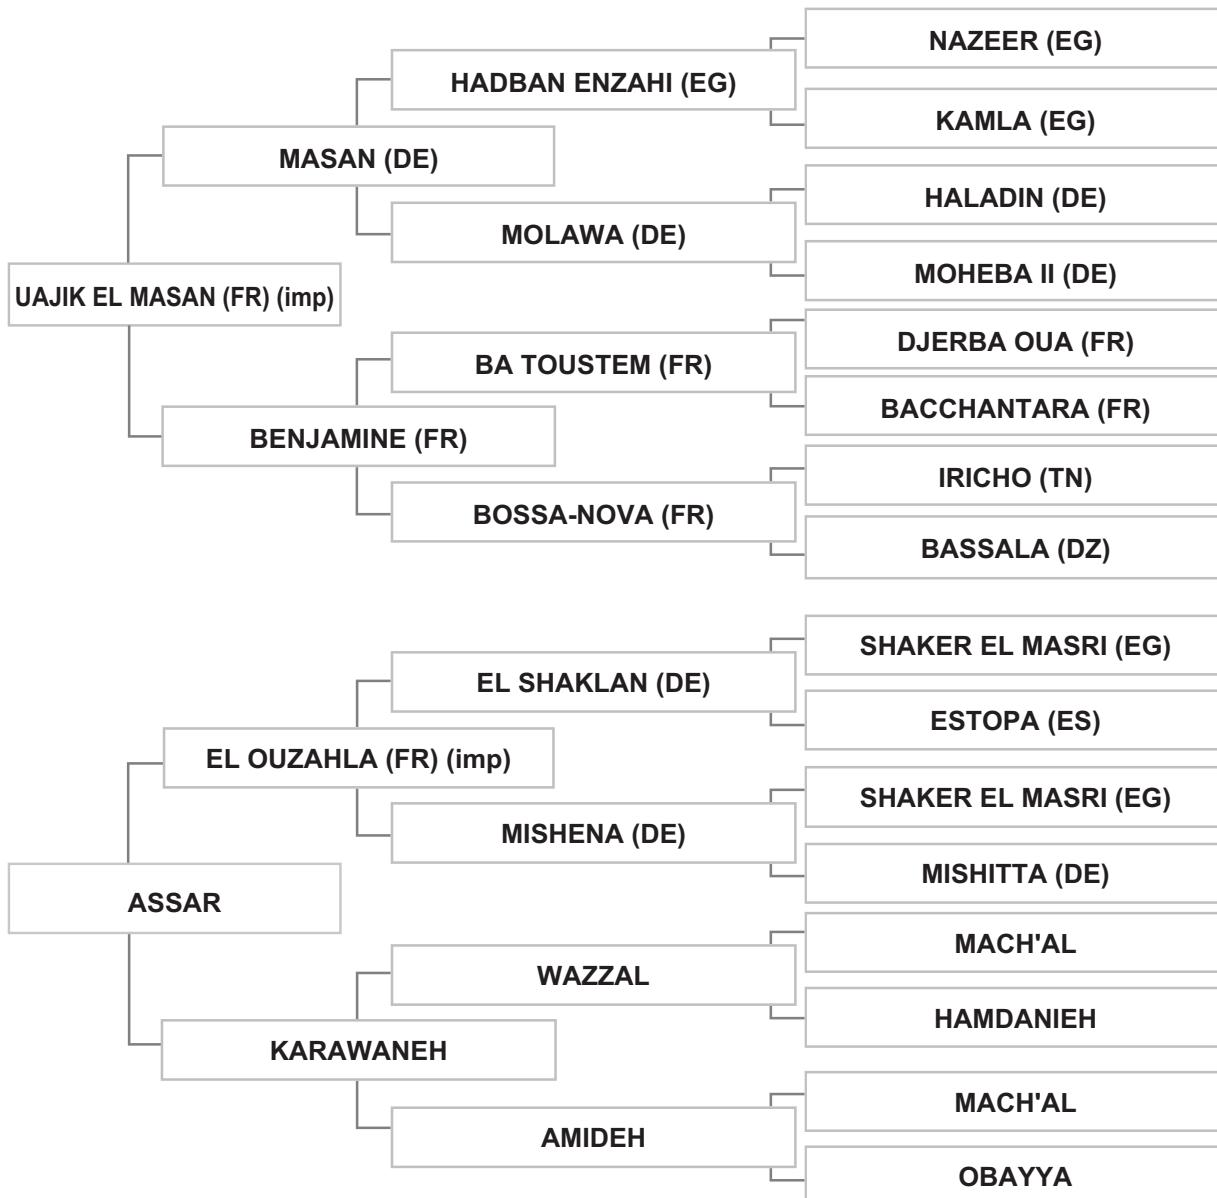 NAZEER (EG)
HADBAN ENZAHI (EG)
KAMLA (EG)
MASAN (DE)
HALADIN (DE)
MOLAWA (DE)
MOHEBA II (DE)
UAJIK EL MASAN (FR) (imp)
DJERBA OUA (FR)
BA TOUSTEM (FR)
BACCHANTARA (FR)
BENJAMINE (FR)
IRICHO (TN)
BOSSA-NOVA (FR)
BASSALA (DZ)
SHAKER EL MASRI (EG)
EL SHAKLAN (DE)
ESTOPA (ES)
EL OUZAHLA (FR) (imp)
SHAKER EL MASRI (EG)
MISHENA (DE)
MISHITTA (DE)
ASSAR
MACH'AL
WAZZAL
HAMDANIEH
KARAWANEH
MACH'AL
AMIDEH
OBAYYA